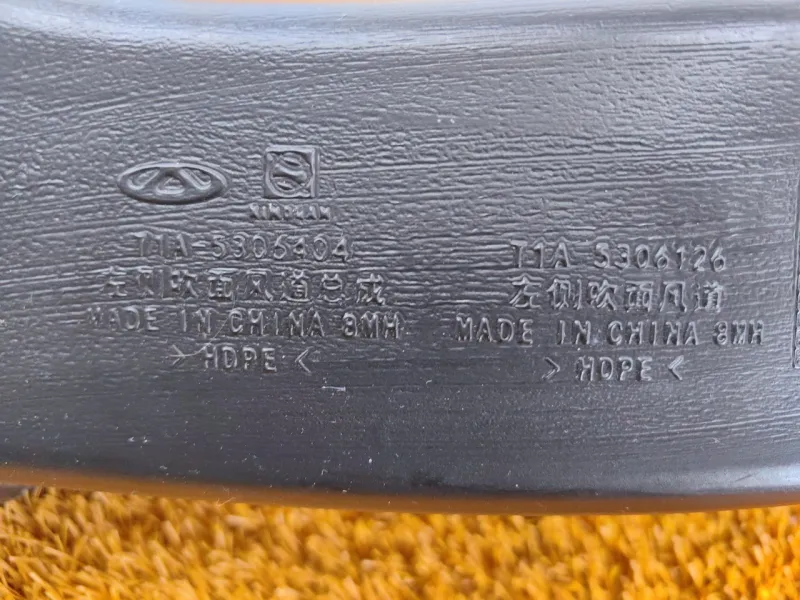 T1A-5306404
左侧吹面风道总成
MADE IN CHINA 8MH
> HDPE <
T1A-5306126
左侧吹面风道
MADE IN CHINA 8MH
> HDPE <